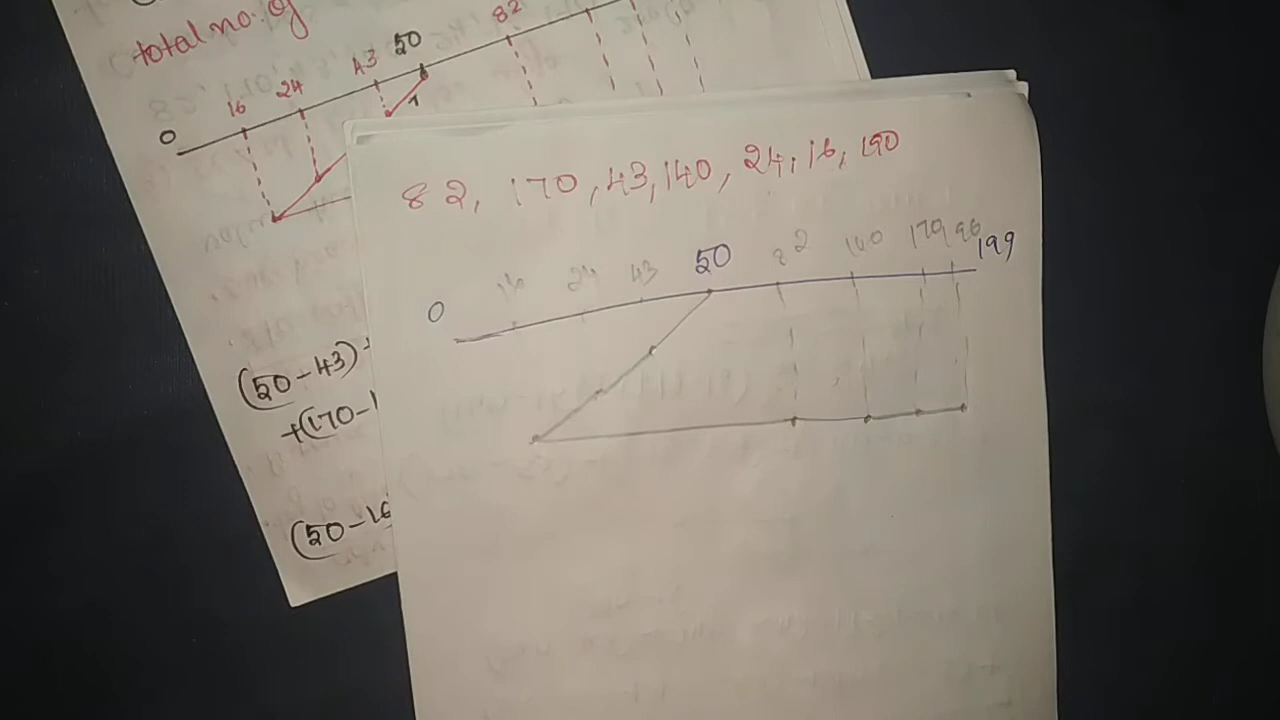 total no. of
0 16 24 43 50 82
1
82, 170, 43, 140, 24, 16, 190
0 16 24 43 50 82 140 170 190 199
(50-43)+
+(170-1
(50-16